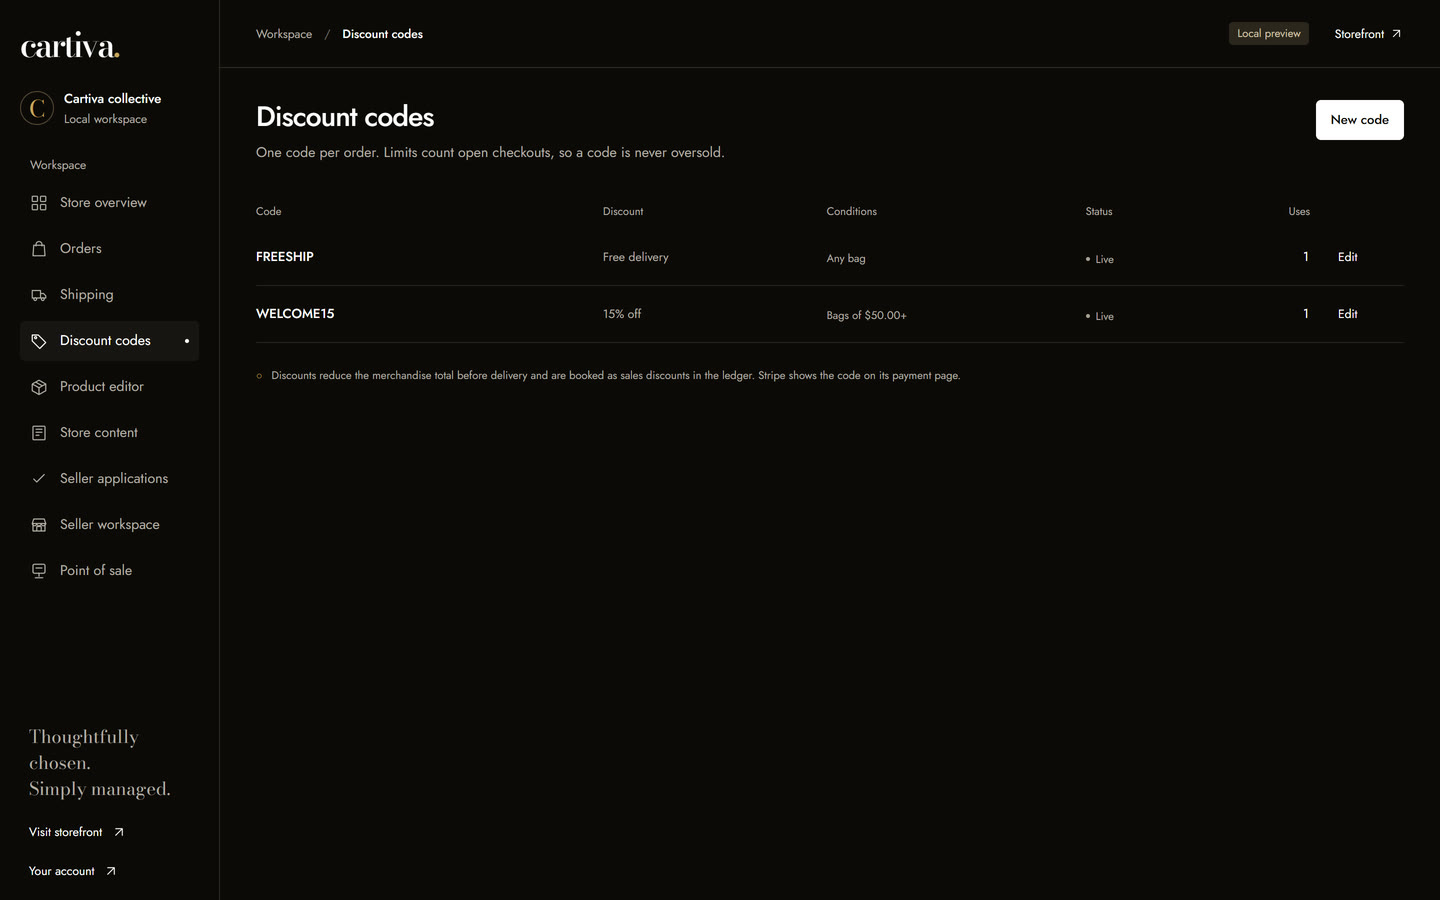 cartiva.
C
Cartiva collective
Local workspace
Workspace
Store overview
Orders
Shipping
Discount codes
Product editor
Store content
Seller applications
Seller workspace
Point of sale
Thoughtfully
chosen.
Simply managed.
Visit storefront
Your account
Workspace / Discount codes
Local preview
Storefront
Discount codes
New code
One code per order. Limits count open checkouts, so a code is never oversold.
Code Discount Conditions Status Uses
FREESHIP Free delivery Any bag Live 1 Edit
WELCOME15 15% off Bags of $50.00+ Live 1 Edit
Discounts reduce the merchandise total before delivery and are booked as sales discounts in the ledger. Stripe shows the code on its payment page.